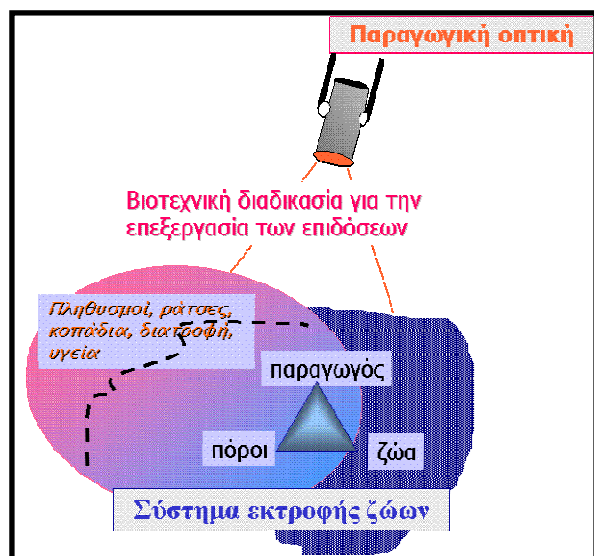 Παραγωγική οπτική
Βιοτεχνική διαδικασία για την
επεξεργασία των επιδόσεων
Πληθυσμοί, ράτσες,
κοπάδια, διατροφή,
υγεία
παραγωγός
πόροι
ζώα
Σύστημα εκτροφής ζώων